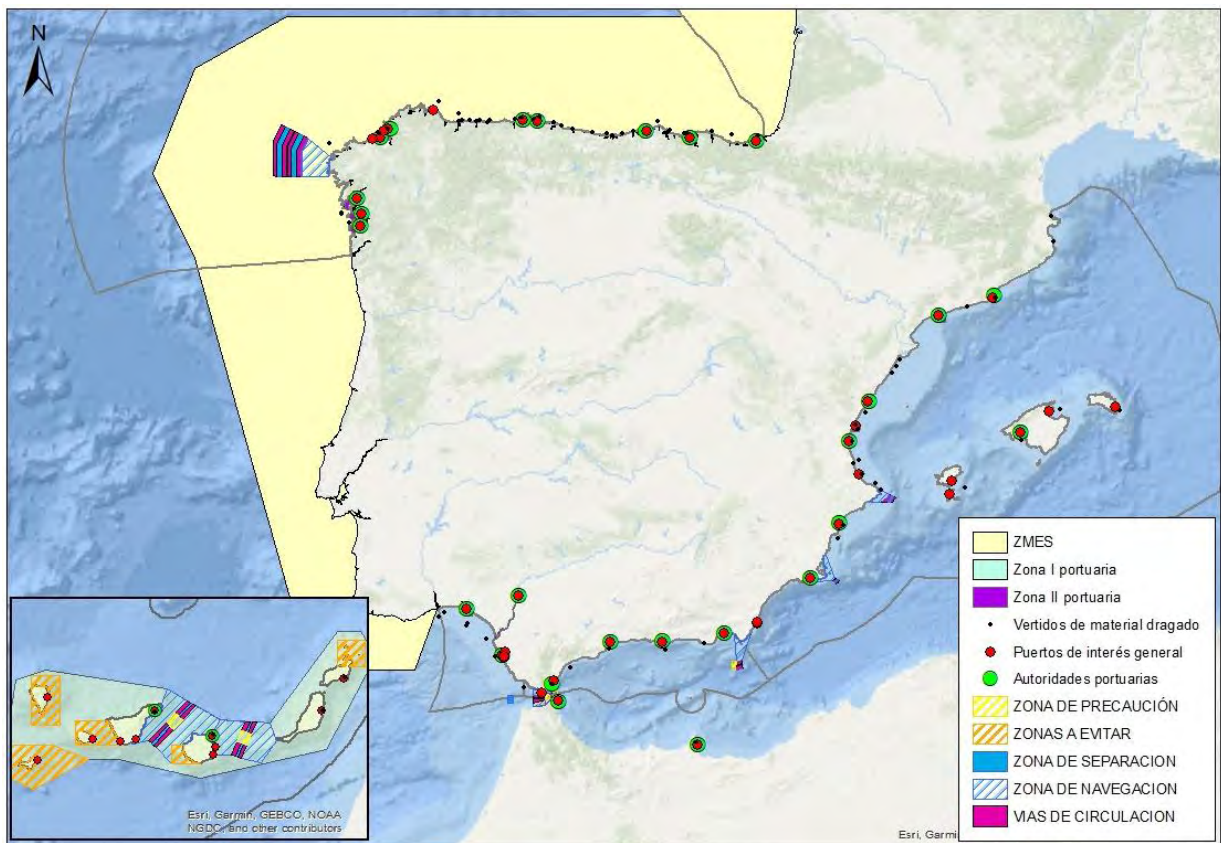 N
ZMES
Zona I portuaria
Zona II portuaria
Vertidos de material dragado
Puertos de interés general
Autoridades portuarias
ZONA DE PRECAUCIÓN
ZONAS A EVITAR
ZONA DE SEPARACION
ZONA DE NAVEGACION
VIAS DE CIRCULACION
Esri, Garmin, GEBCO, NOAA
NGDC, and other contributors
Esri, Garmi